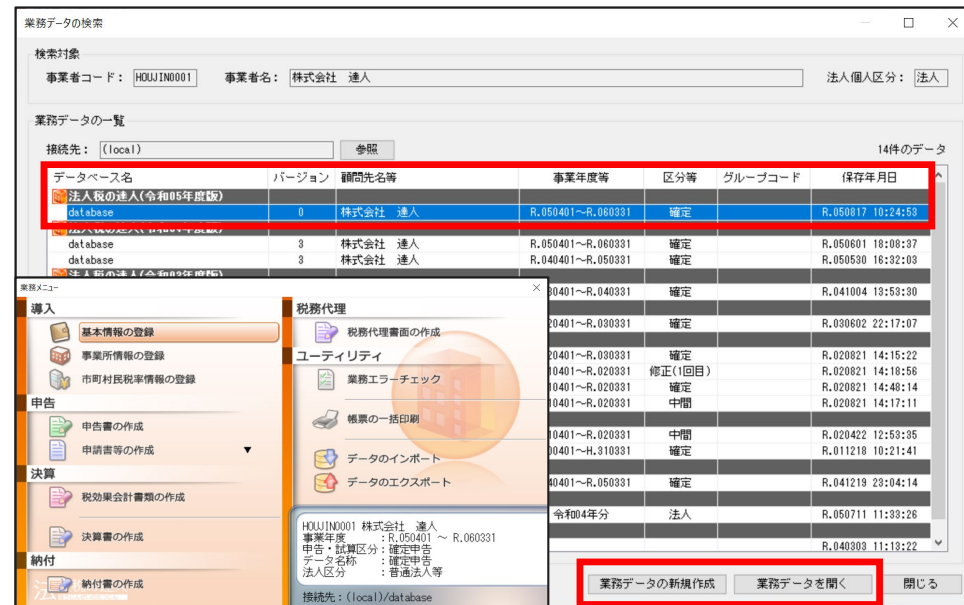 業務データの検索
検索対象
事業者コード： HOUJIN0001 事業者名： 株式会社 達人 法人個人区分： 法人
業務データの一覧
接続先： (local) 参照 14件のデータ
データベース名 バージョン 顧問先名等 事業年度等 区分等 グループコード 保存年月日
法人税の達人(令和05年度版)
database 0 株式会社 達人 R.050401～R.060331 確定 R.050817 10:24:53
database 3 株式会社 達人 R.050401～R.060331 確定 R.050601 18:08:37
database 3 株式会社 達人 R.040401～R.050331 確定 R.050530 16:32:03
30401～R.040331 確定 R.041004 13:53:30
20401～R.030331 確定 R.030602 22:17:07
20401～R.030331 確定 R.020821 14:15:22
10401～R.020331 修正(1回目) R.020821 14:18:56
10401～R.020331 確定 R.020821 14:48:14
10401～R.020331 中間 R.020821 14:17:11
10401～R.020331 中間 R.020422 12:53:35
00401～H.310331 確定 R.011218 10:21:41
40401～R.050331 確定 R.041219 23:04:14
令和04年分 法人 R.050711 11:33:26
R.040303 11:13:22
業務データの新規作成 業務データを開く 閉じる
業務メニュー
導入
基本情報の登録
事業所情報の登録
市町村民税率情報の登録
申告
申告書の作成
申請書等の作成 ▼
決算
税効果会計書類の作成
決算書の作成
納付
納付書の作成
税務代理
税務代理書面の作成
ユーティリティ
業務エラーチェック
帳票の一括印刷
データのインポート
データのエクスポート
HOUJIN0001 株式会社 達人
事業年度 ：R.050401 ～ R.060331
申告・試算区分：確定申告
データ名称 ：確定申告
法人区分 ：普通法人等
接続先：(local)/database